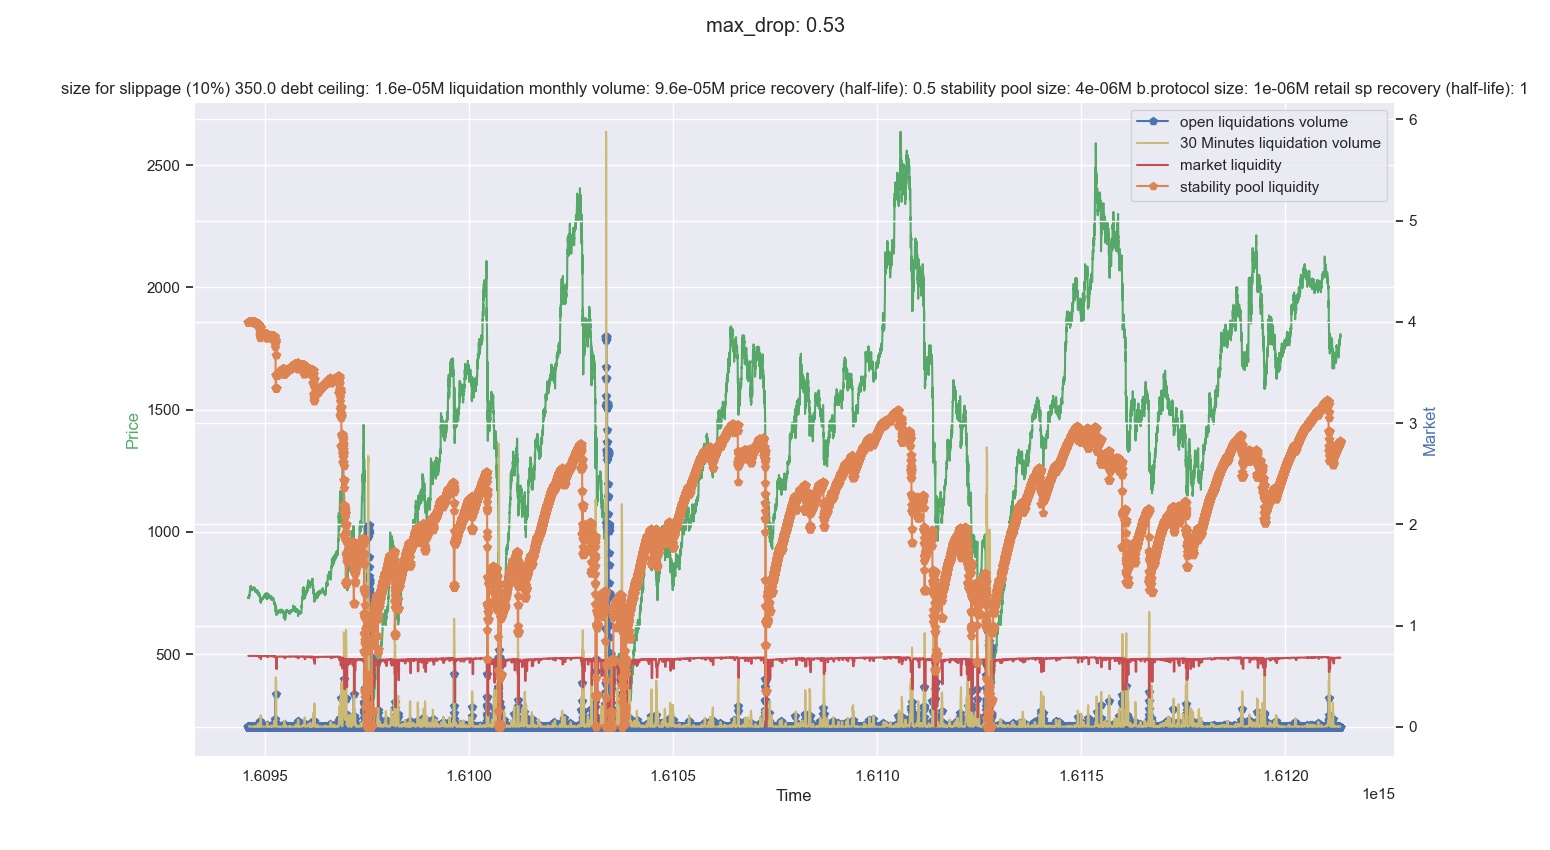 max_drop: 0.53
size for slippage (10%) 350.0 debt ceiling: 1.6e-05M liquidation monthly volume: 9.6e-05M price recovery (half-life): 0.5 stability pool size: 4e-06M b.protocol size: 1e-06M retail sp recovery (half-life): 1
open liquidations volume
30 Minutes liquidation volume
market liquidity
stability pool liquidity
Price
2500
2000
1500
1000
500
6
5
4
3
2
1
0
Market
1.6095 1.6100 1.6105 1.6110 1.6115 1.6120
Time
1e15